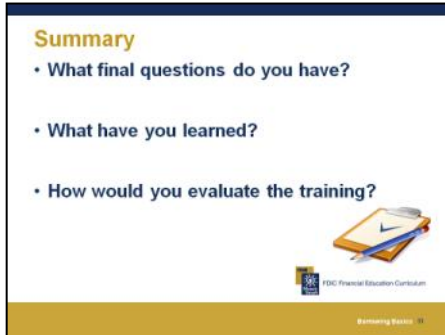 Summary
• What final questions do you have?
• What have you learned?
• How would you evaluate the training?
FDIC Financial Education Curriculum
Borrowing Basics